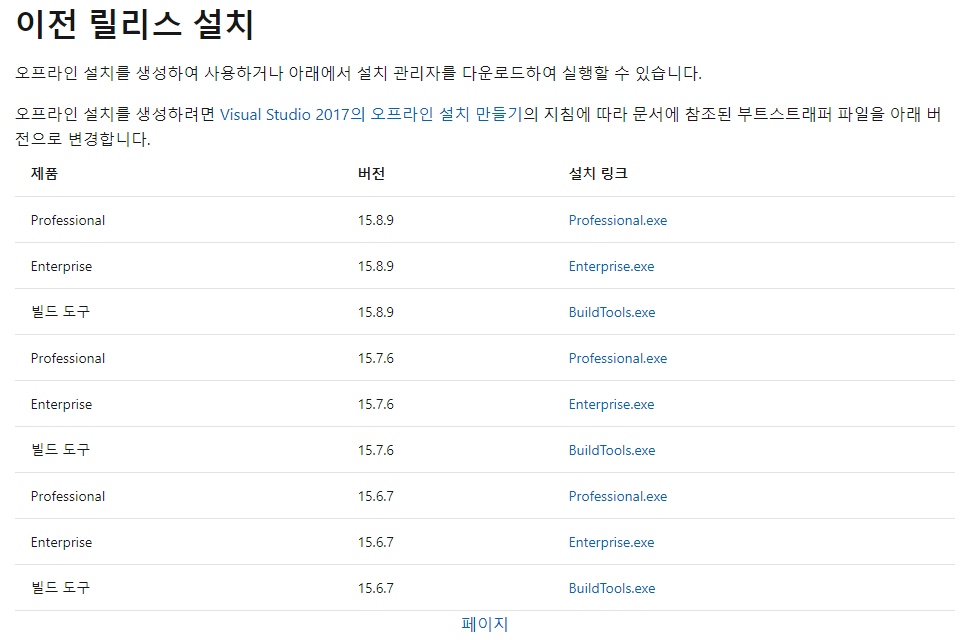 이전 릴리스 설치
오프라인 설치를 생성하여 사용하거나 아래에서 설치 관리자를 다운로드하여 실행할 수 있습니다.
오프라인 설치를 생성하려면 Visual Studio 2017의 오프라인 설치 만들기의 지침에 따라 문서에 참조된 부트스트래퍼 파일을 아래 버
전으로 변경합니다.
제품 버전 설치 링크
Professional 15.8.9 Professional.exe
Enterprise 15.8.9 Enterprise.exe
빌드 도구 15.8.9 BuildTools.exe
Professional 15.7.6 Professional.exe
Enterprise 15.7.6 Enterprise.exe
빌드 도구 15.7.6 BuildTools.exe
Professional 15.6.7 Professional.exe
Enterprise 15.6.7 Enterprise.exe
빌드 도구 15.6.7 BuildTools.exe
페이지